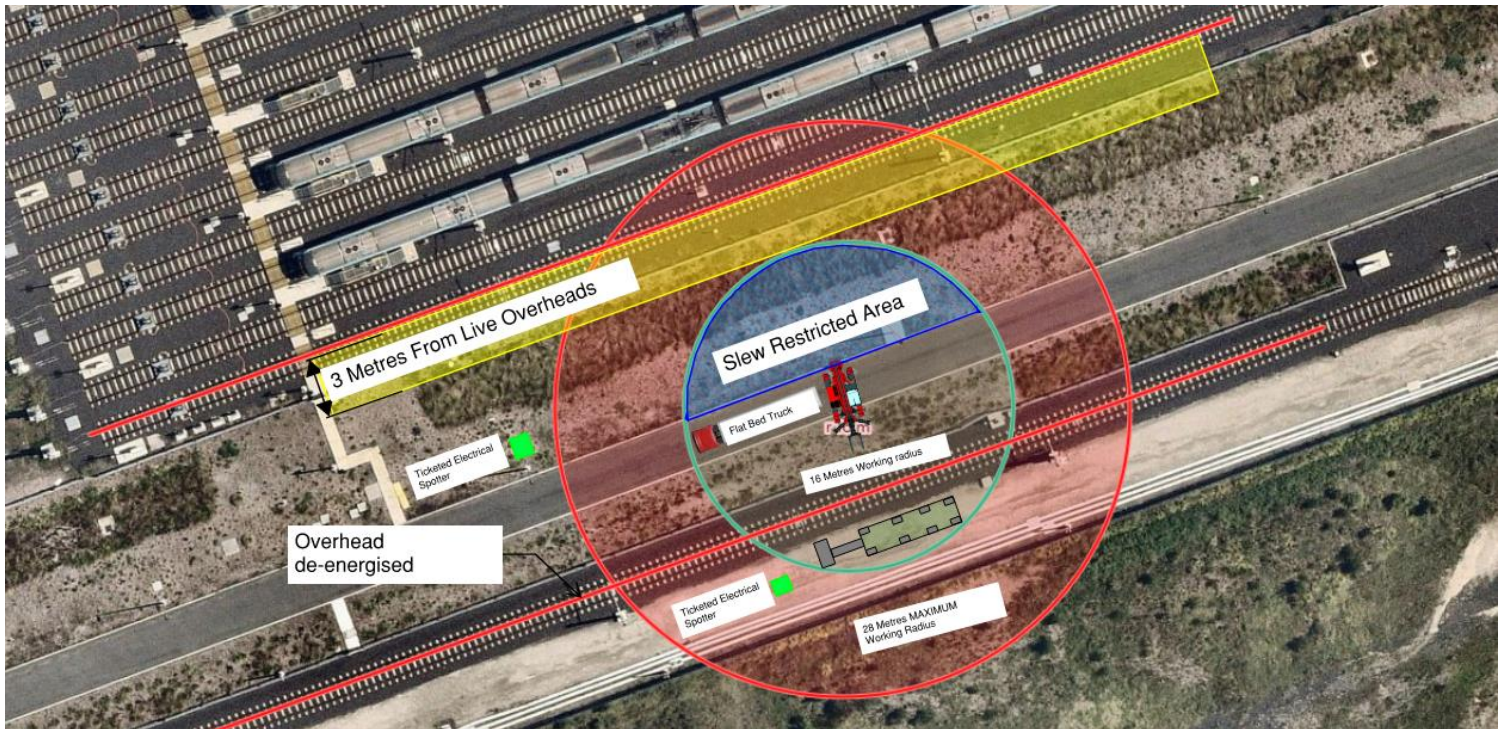 3 Metres From Live Overheads
Slew Restricted Area
Flat Bed Truck
Ticketed Electrical
Spotter
16 Metres Working radius
Overhead
de-energised
Ticketed Electrical
Spotter
28 Metres MAXIMUM
Working Radius